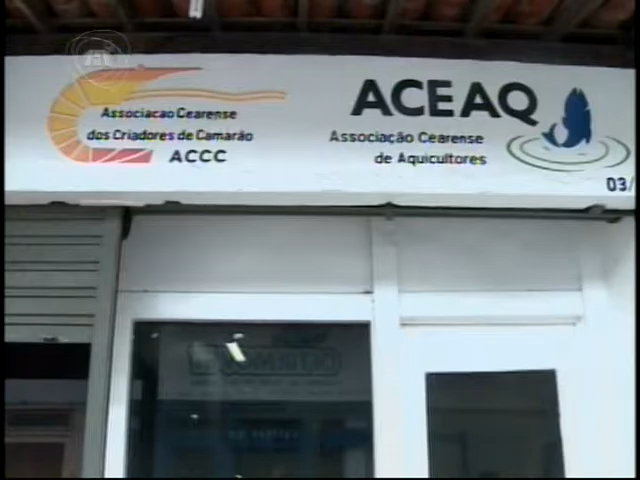 Associacao Cearense
dos Criadores de Camarão
ACCC
ACEAQ
Associação Cearense
de Aquicultores
03/